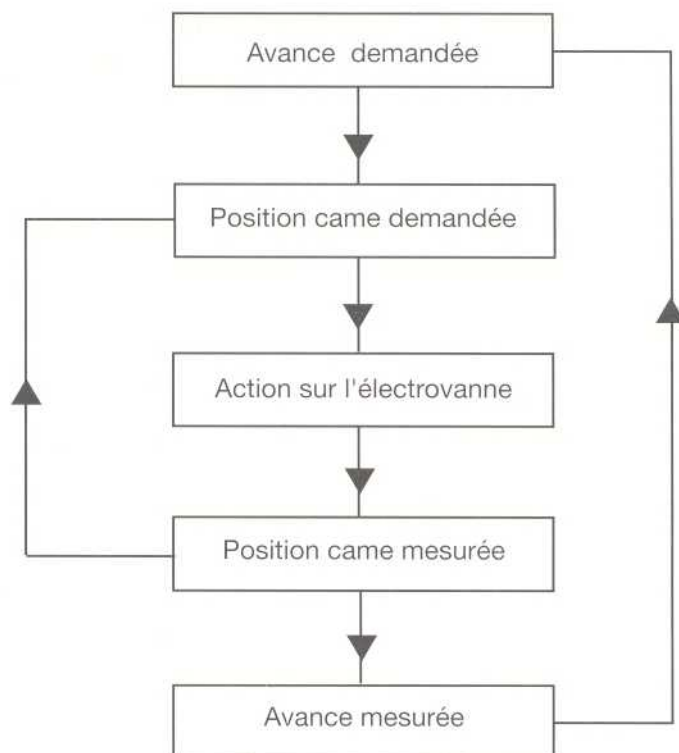 Avance demandée
Position came demandée
Action sur l'électrovanne
Position came mesurée
Avance mesurée